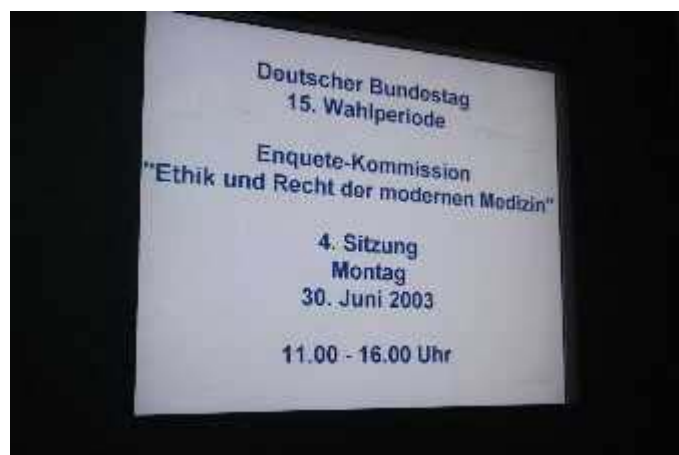 Deutscher Bundestag
15. Wahlperiode
Enquete-Kommission
"Ethik und Recht der modernen Medizin"
4. Sitzung
Montag
30. Juni 2003
11.00 - 16.00 Uhr